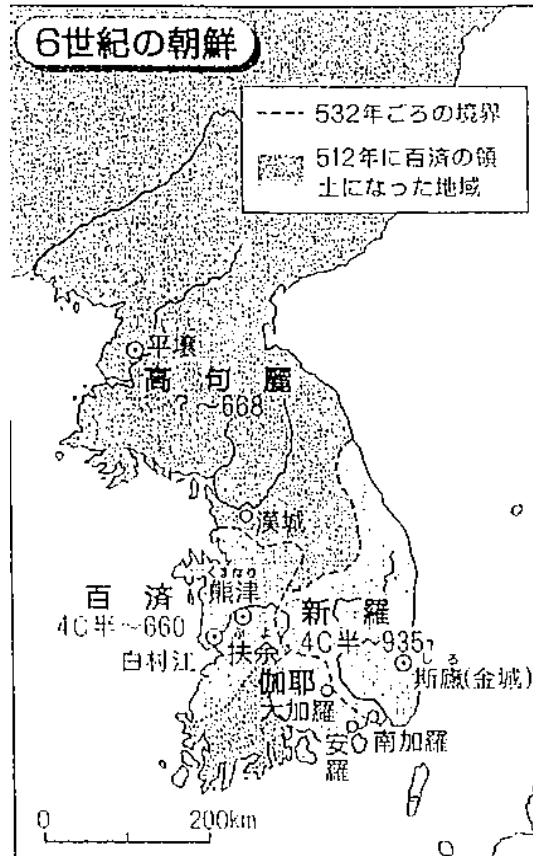 6世紀の朝鮮
532年ごろの境界
512年に百済の領
土になった地域
平壌
高句麗
?～668
漢城
百済
4C半～660
くまなり
熊津
白村江
ふよ
扶余
新羅
4C半～935
しろ
斯廬(金城)
伽耶
大加羅
安羅
南加羅
0
200km